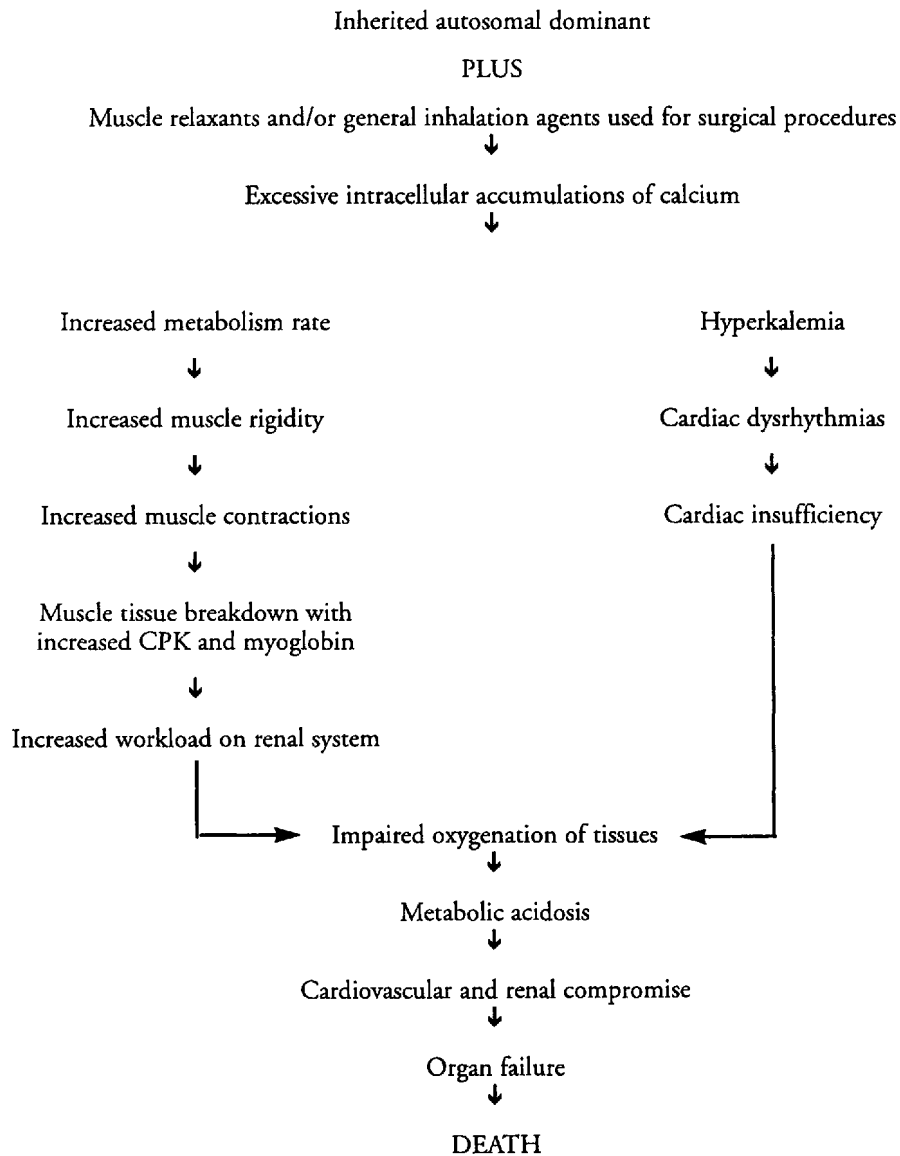 Inherited autosomal dominant
PLUS
Muscle relaxants and/or general inhalation agents used for surgical procedures
Excessive intracellular accumulations of calcium
Increased metabolism rate
Increased muscle rigidity
Increased muscle contractions
Muscle tissue breakdown with
increased CPK and myoglobin
Increased workload on renal system
Hyperkalemia
Cardiac dysrhythmias
Cardiac insufficiency
Impaired oxygenation of tissues
Metabolic acidosis
Cardiovascular and renal compromise
Organ failure
DEATH